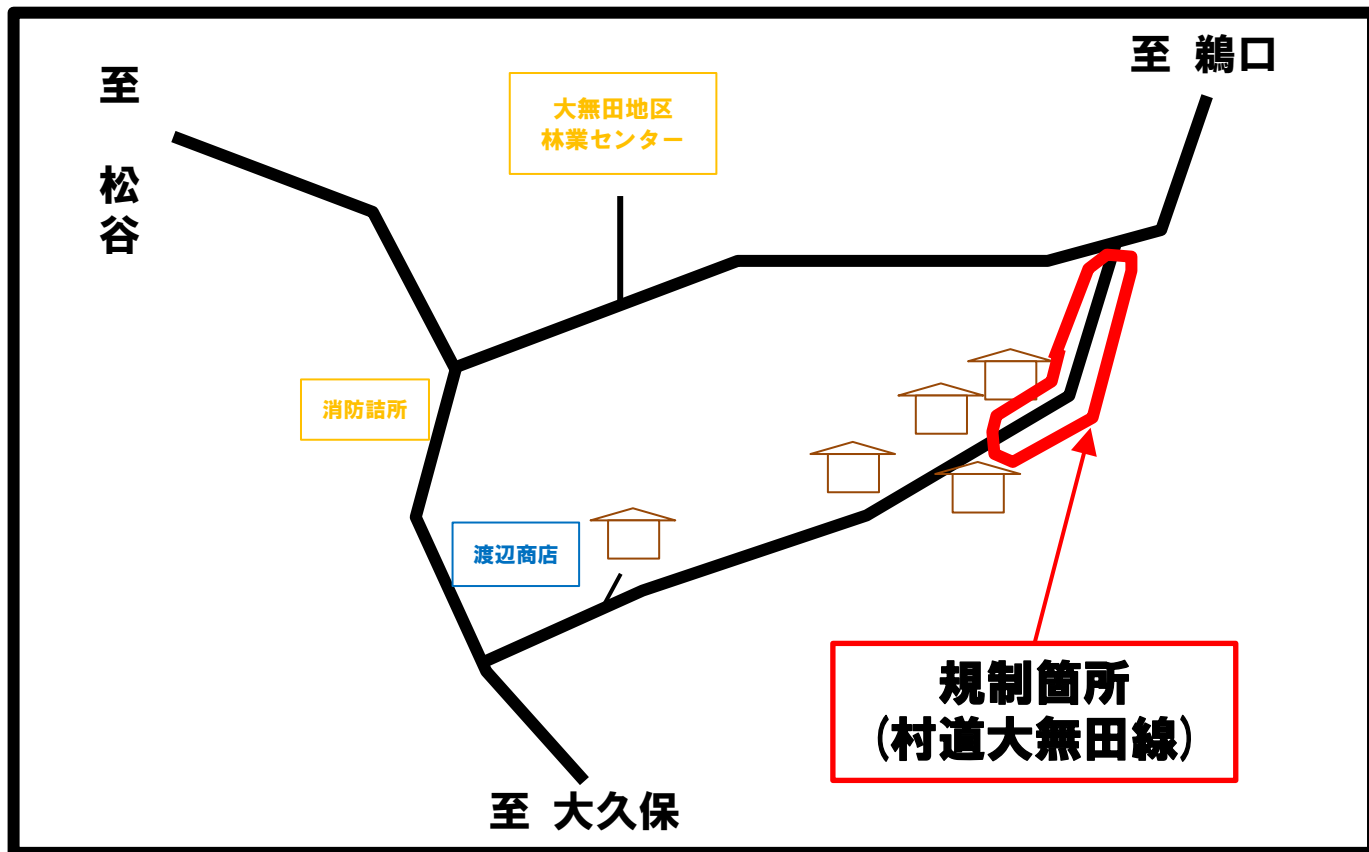 至 鵜口
至 松谷
大無田地区
林業センター
消防詰所
渡辺商店
規制箇所
(村道大無田線)
至 大久保